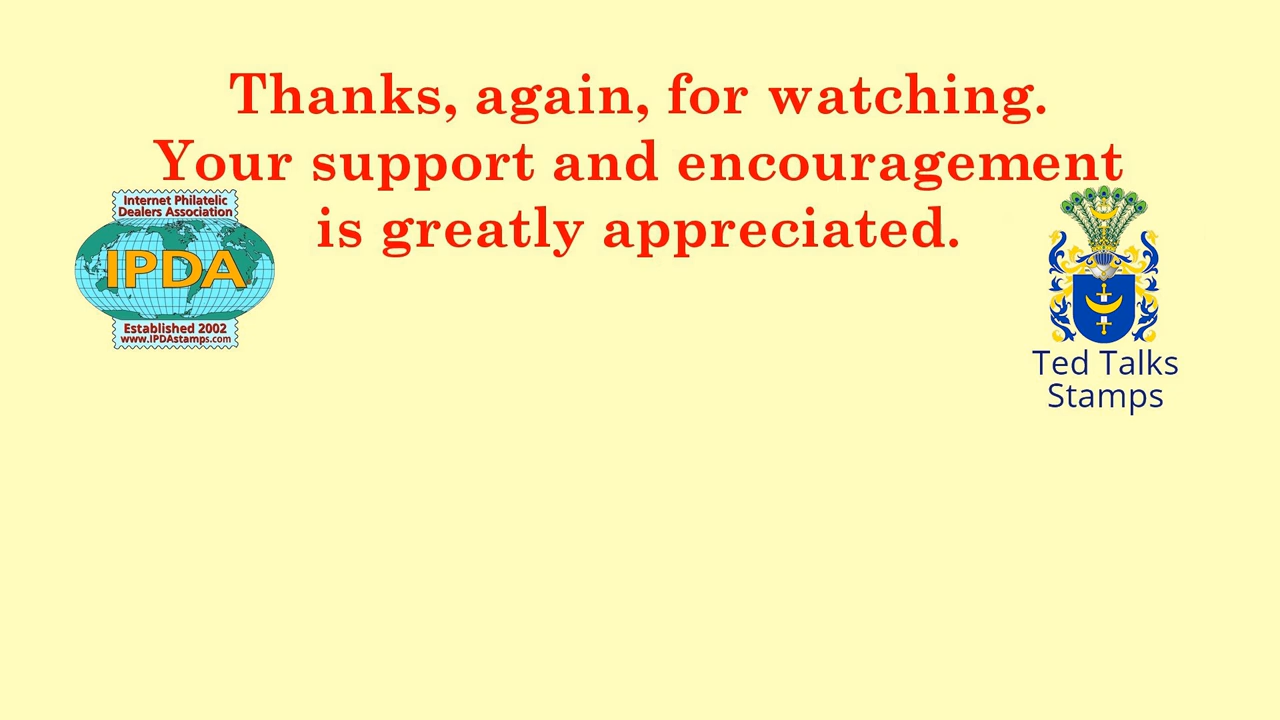 Thanks, again, for watching.
Your support and encouragement
is greatly appreciated.
Internet Philatelic
Dealers Association
IPDA
Established 2002
www.IPDAstamps.com
Ted Talks
Stamps